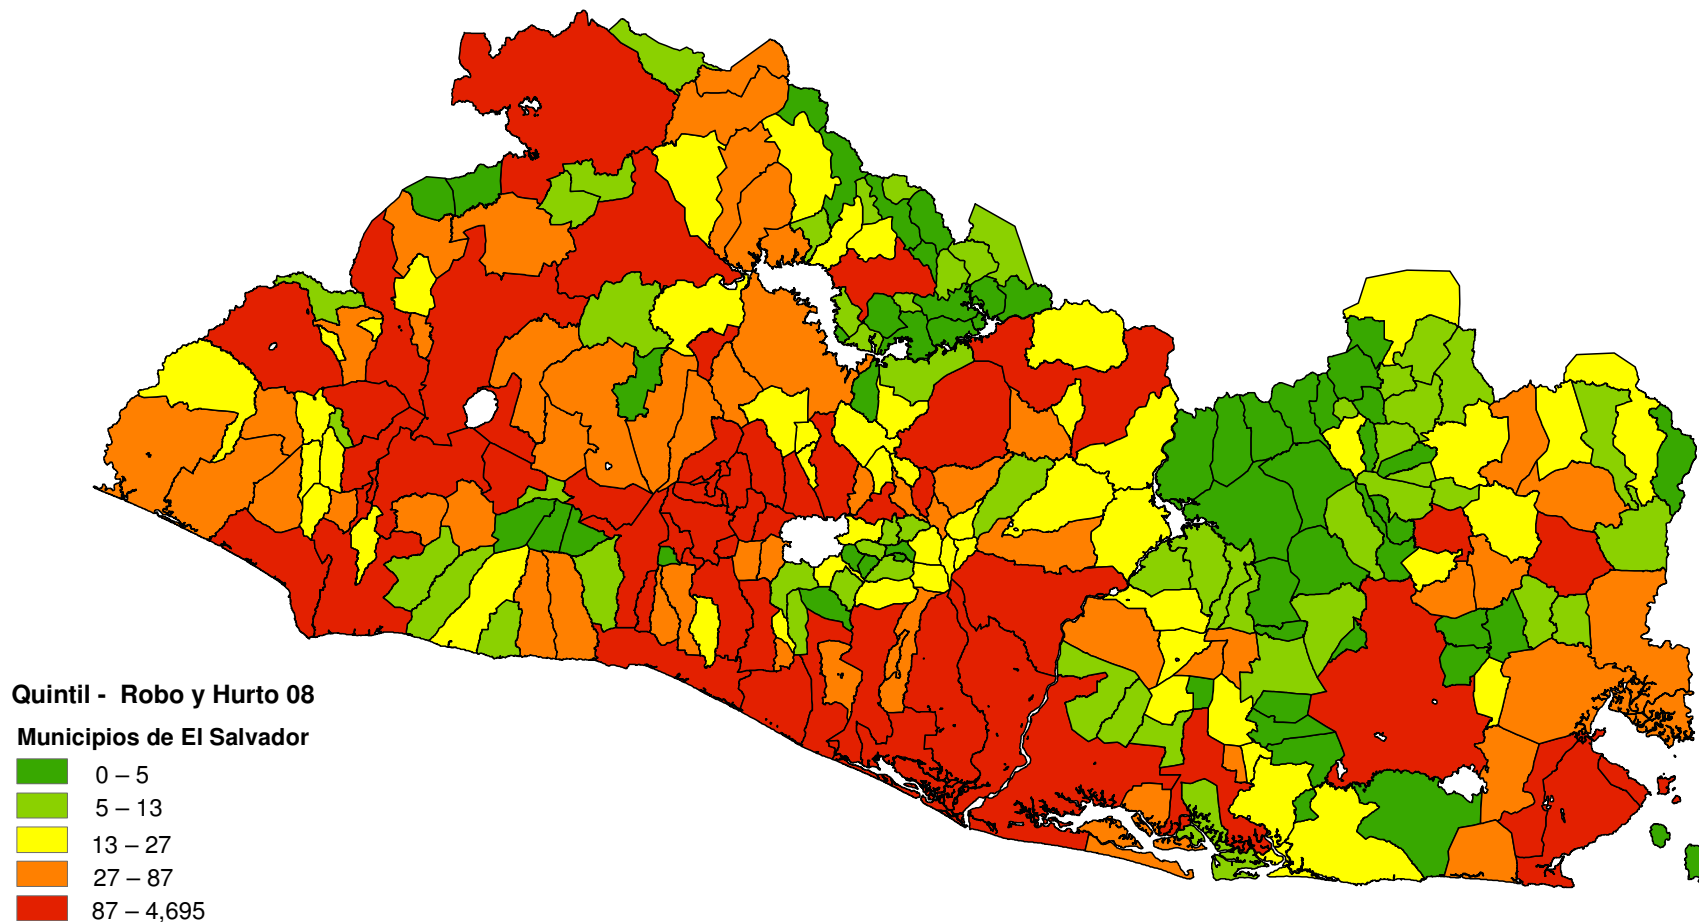 Quintil - Robo y Hurto 08
Municipios de El Salvador
0 – 5
5 – 13
13 – 27
27 – 87
87 – 4,695